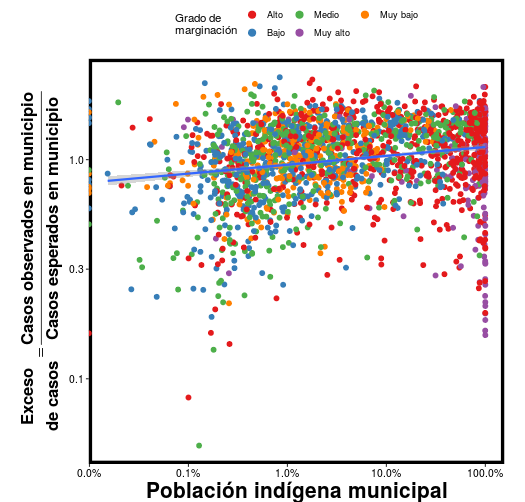 Grado de
marginación
Alto
Medio
Muy bajo
Bajo
Muy alto
Exceso
de casos
=
Casos observados en municipio
Casos esperados en municipio
1.0
0.3
0.1
0.0%
0.1%
1.0%
10.0%
100.0%
Población indígena municipal